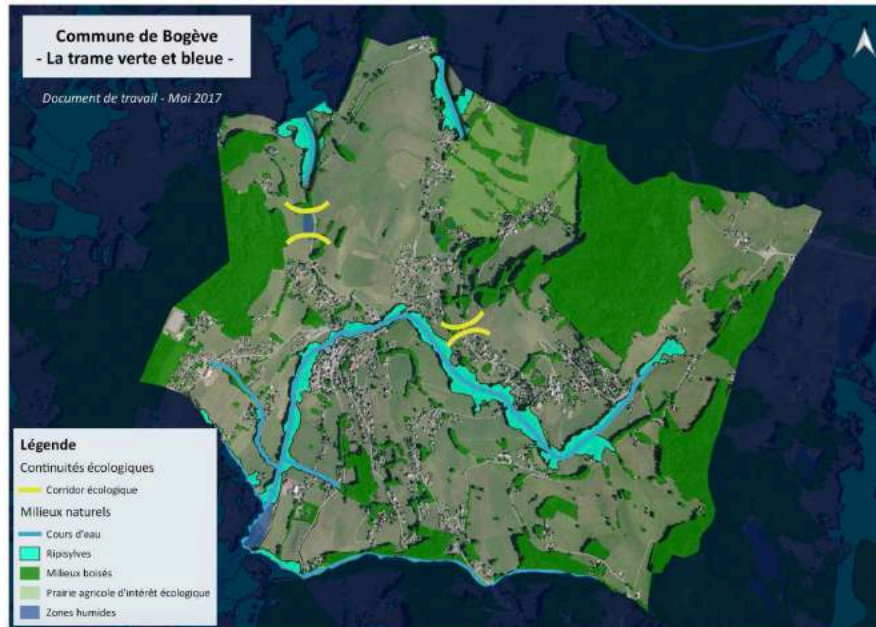 Commune de Bogève
- La trame verte et bleue -
Document de travail - Mai 2017
Légende
Continuités écologiques
Corridor écologique
Milieux naturels
Cours d'eau
Ripisylves
Milieux boisés
Prairie agricole d'intérêt écologique
Zones humides